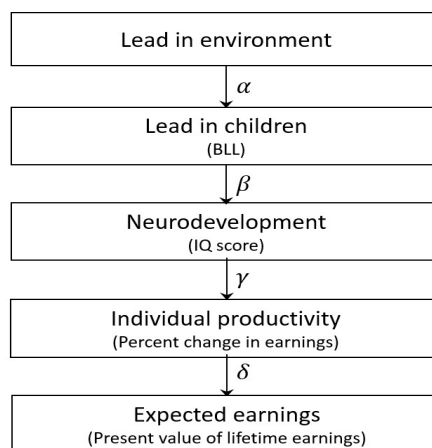 Lead in environment
α
Lead in children
(BLL)
β
Neurodevelopment
(IQ score)
γ
Individual productivity
(Percent change in earnings)
δ
Expected earnings
(Present value of lifetime earnings)